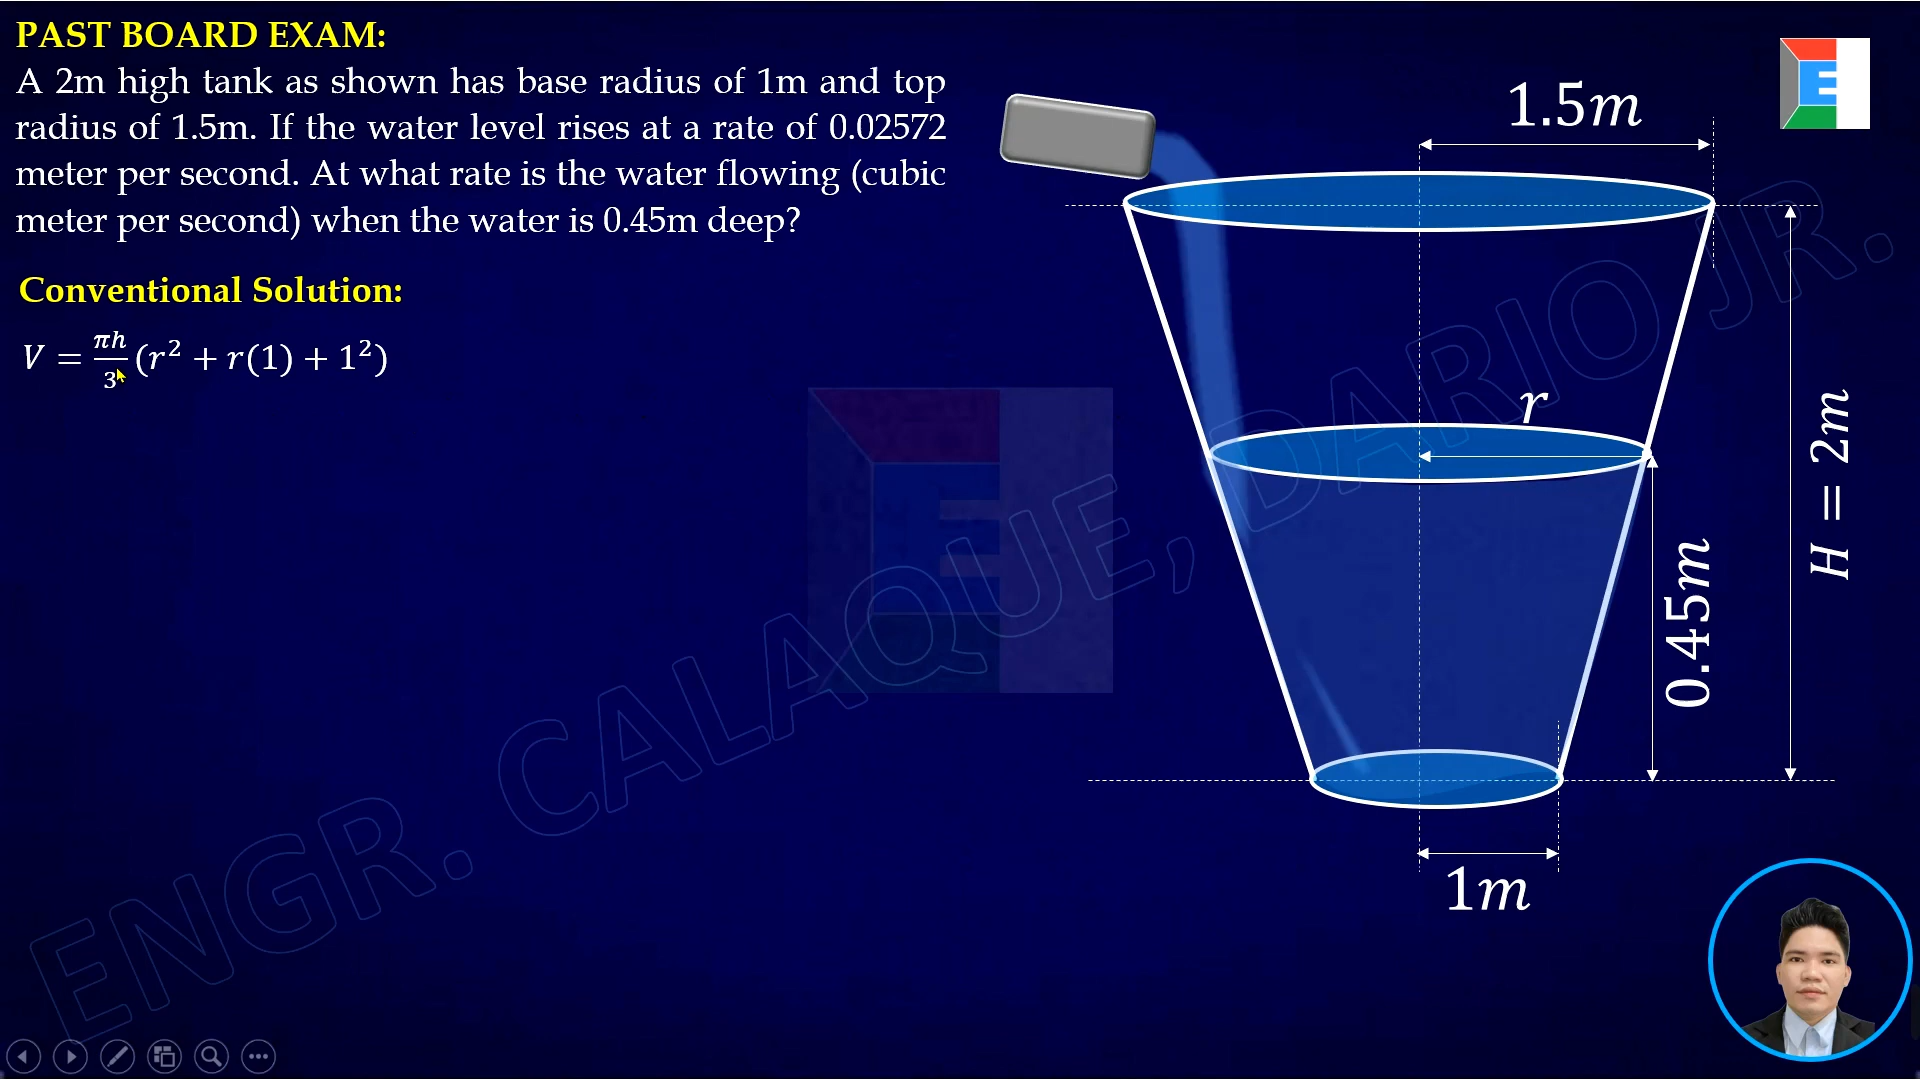 PAST BOARD EXAM:
A 2m high tank as shown has base radius of 1m and top
radius of 1.5m. If the water level rises at a rate of 0.02572
meter per second. At what rate is the water flowing (cubic
meter per second) when the water is 0.45m deep?
Conventional Solution:
V = πh/3 (r² + r(1) + 1²)
1.5m
r
H = 2m
0.45m
1m
E
ENGR. CALAQUE, DARIO JR.